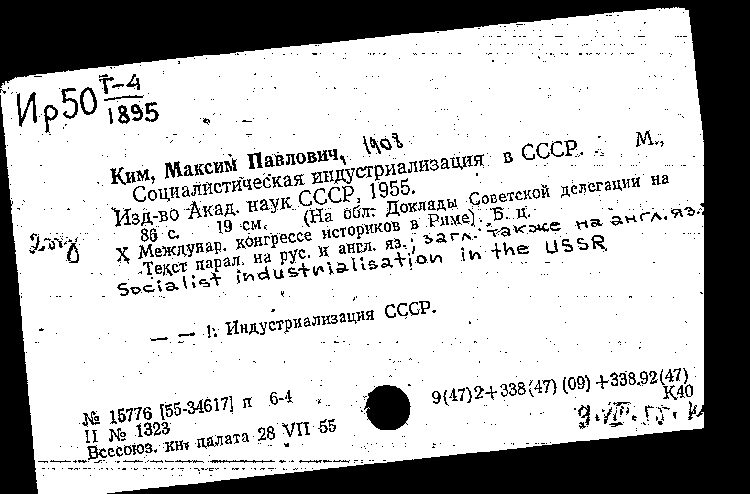 Ир50 Г-4
1895
Ким, Максим Павлович, 1908
Социалистическая индустриализация в СССР. М.,
Изд-во Акад. наук СССР, 1955.
86 с. 19 см. (На обл: Доклады Советской делегации на
X Междунар. конгрессе историков в Риме). Б. ц.
Текст парал. на рус. и англ. яз.; загл. также на англ. яз.:
Socialist industrialisation in the USSR
— — 1. Индустриализация СССР.
№ 15776 [55-34617] п 6-4
9(47)2+338(47)(09)+338.92(47)
II № 1323
К40
Всесоюз. кн. палата 28 VII 55
9.VIII.55.